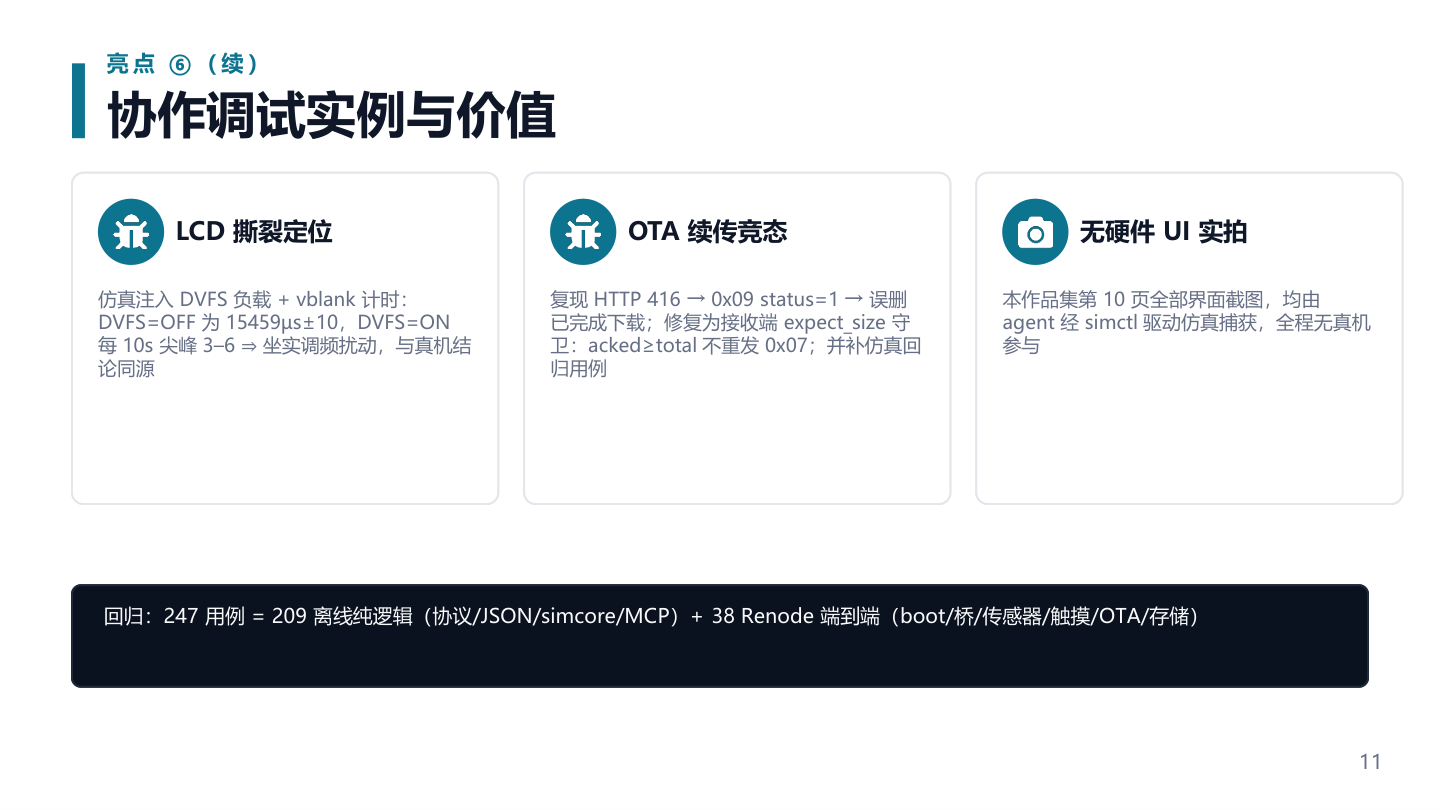 亮点 ⑥（续）
协作调试实例与价值
LCD 撕裂定位
仿真注入 DVFS 负载 + vblank 计时：
DVFS=OFF 为 15459µs±10，DVFS=ON
每 10s 尖峰 3–6 ⇒ 坐实调频扰动，与真机结
论同源
OTA 续传竞态
复现 HTTP 416 → 0x09 status=1 → 误删
已完成下载；修复为接收端 expect_size 守
卫：acked≥total 不重发 0x07；并补仿真回
归用例
无硬件 UI 实拍
本作品集第 10 页全部界面截图，均由
agent 经 simctl 驱动仿真捕获，全程无真机
参与
回归：247 用例 = 209 离线纯逻辑（协议/JSON/simcore/MCP）+ 38 Renode 端到端（boot/桥/传感器/触摸/OTA/存储）
11